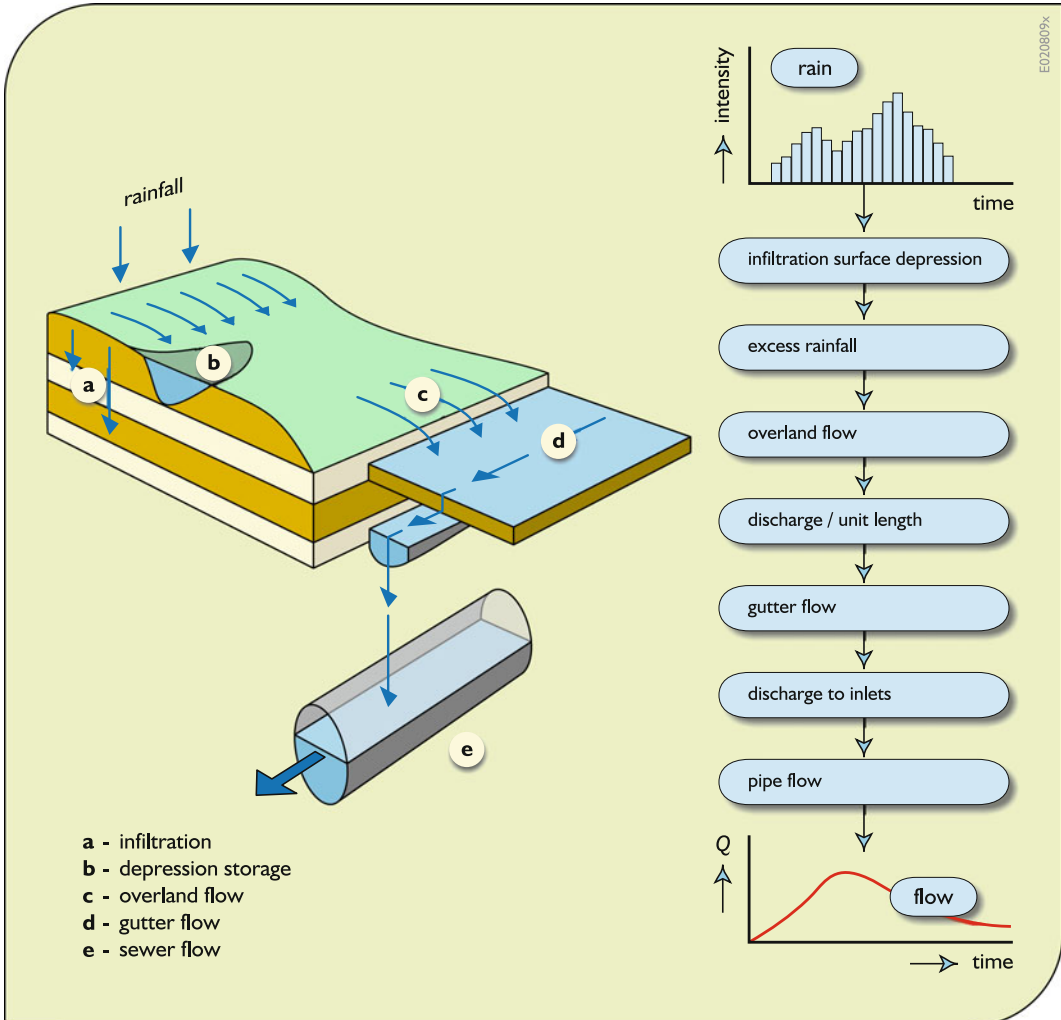 E020809x
rain
intensity
time
rainfall
infiltration surface depression
excess rainfall
overland flow
discharge / unit length
gutter flow
discharge to inlets
pipe flow
Q
flow
time
a
b
c
d
e
a - infiltration
b - depression storage
c - overland flow
d - gutter flow
e - sewer flow